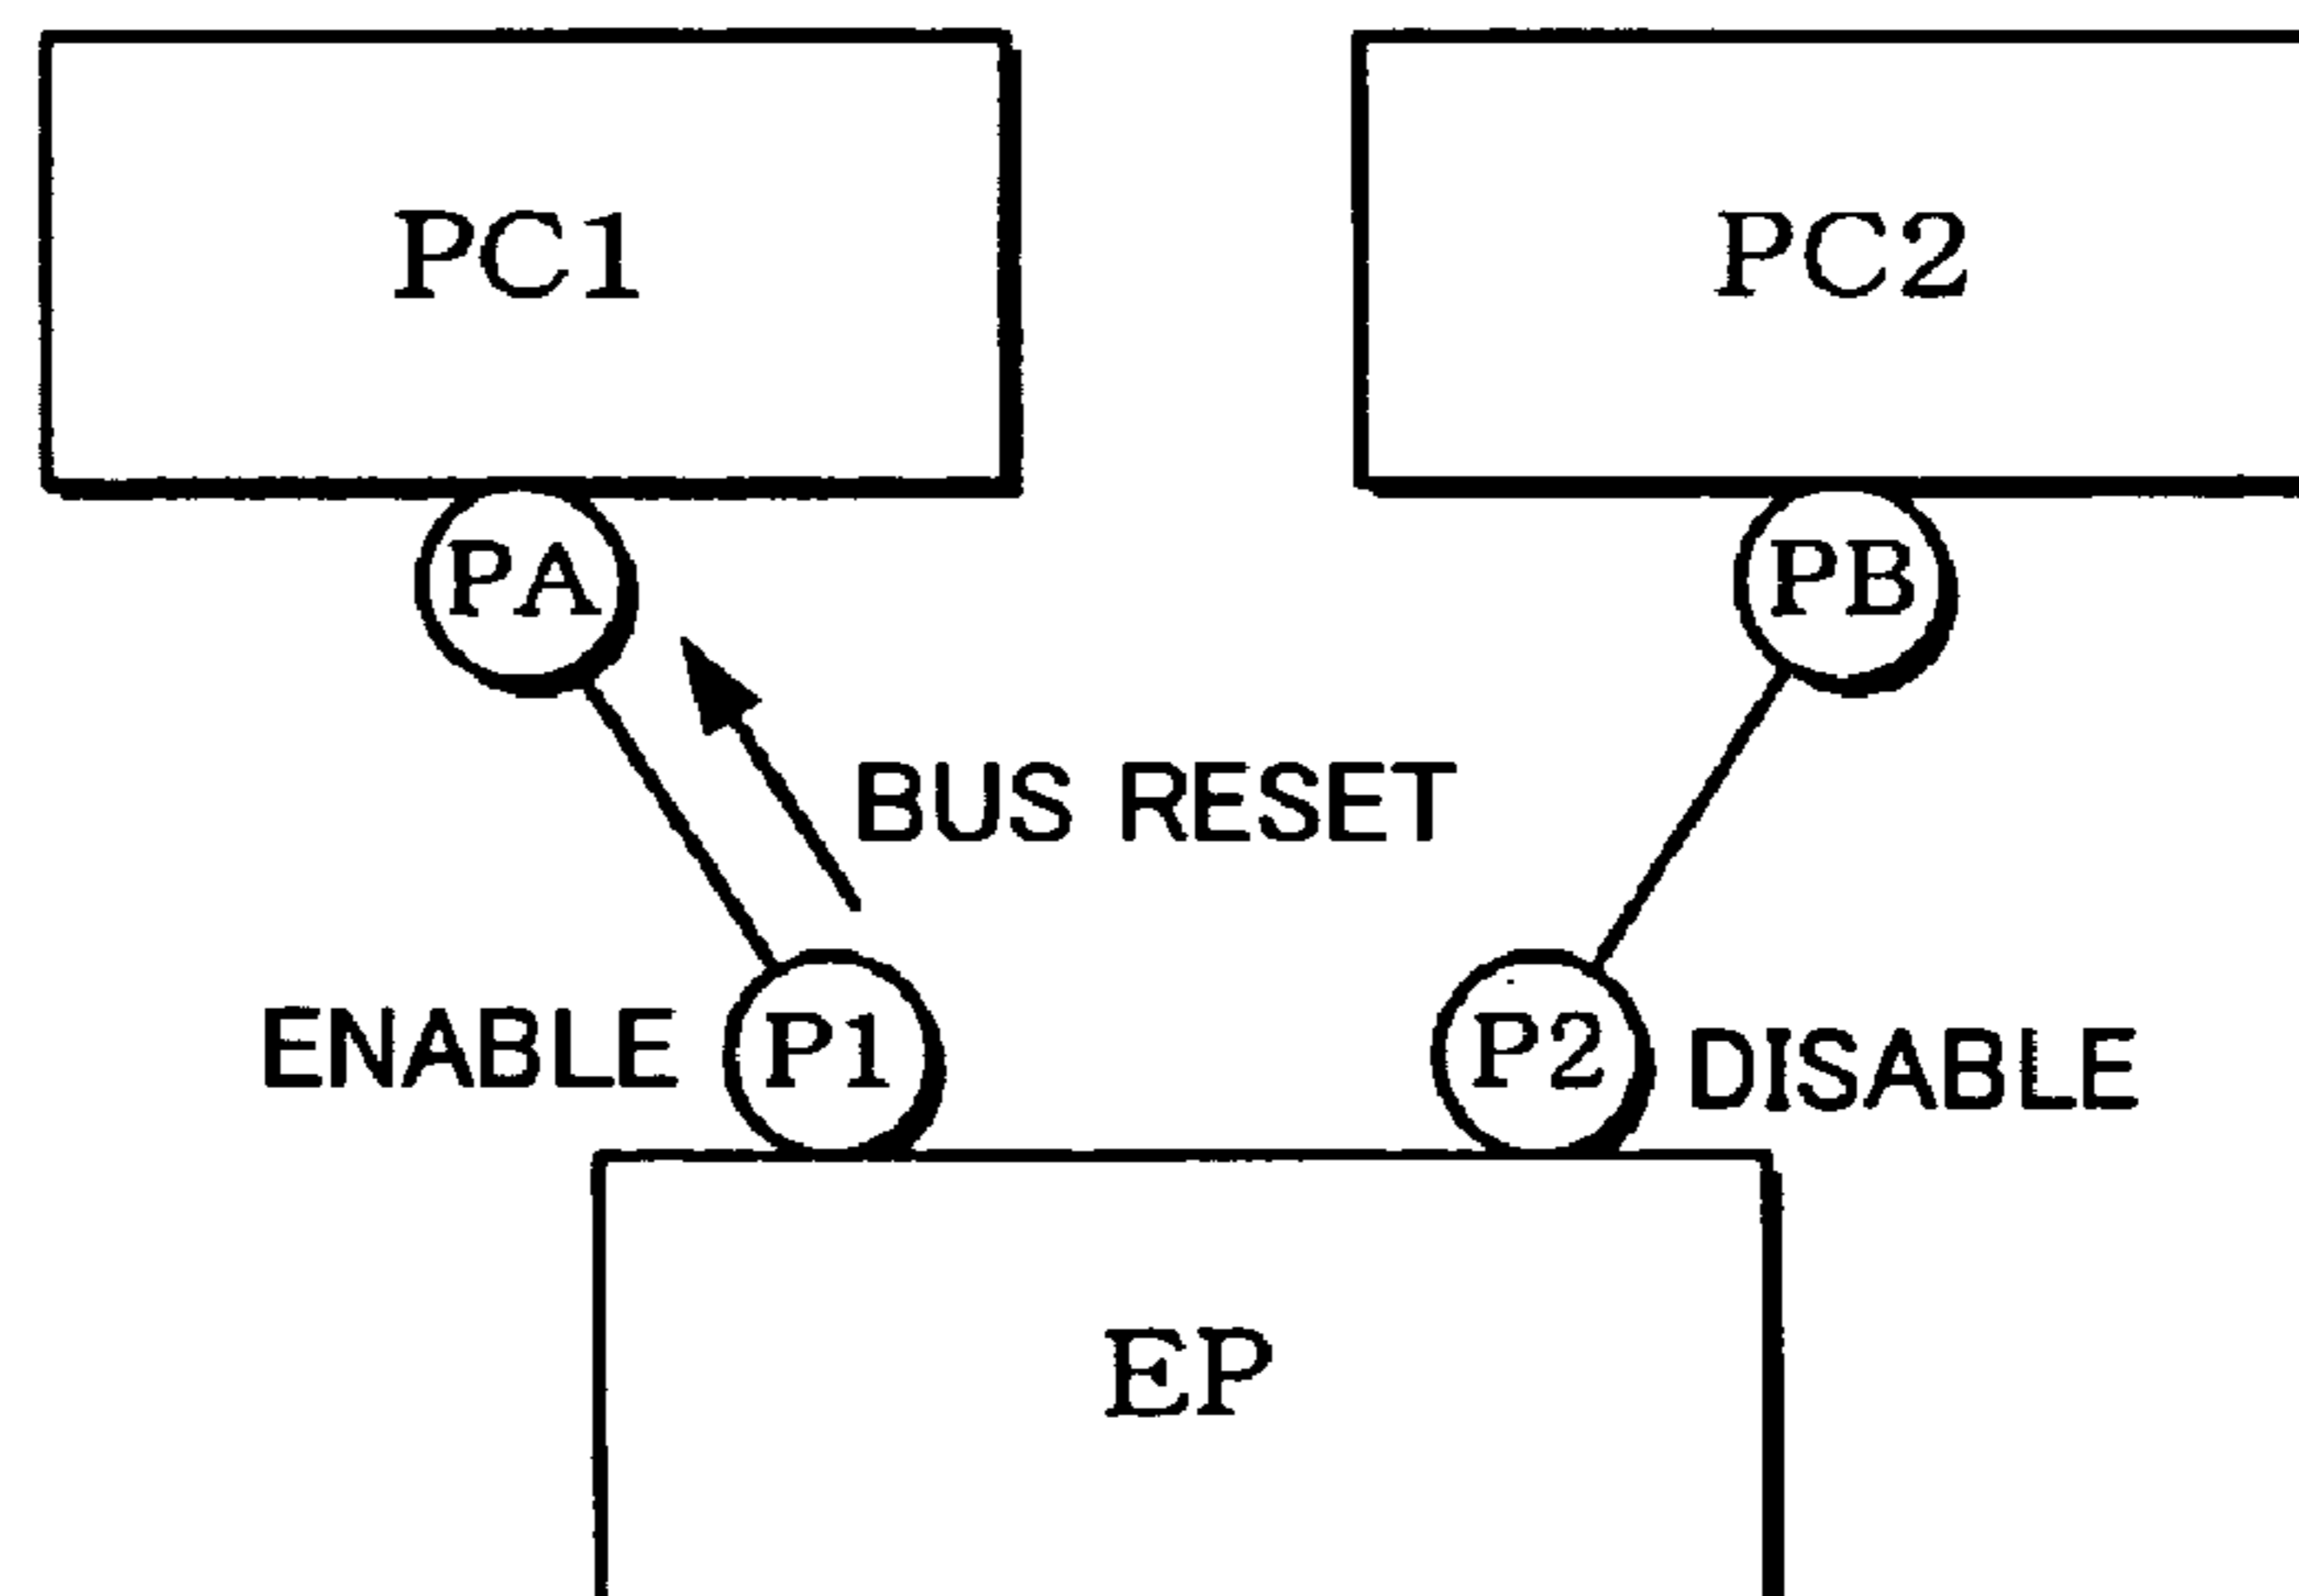 PC1
PC2
PA
PB
BUS RESET
ENABLE
P1
P2
DISABLE
EP